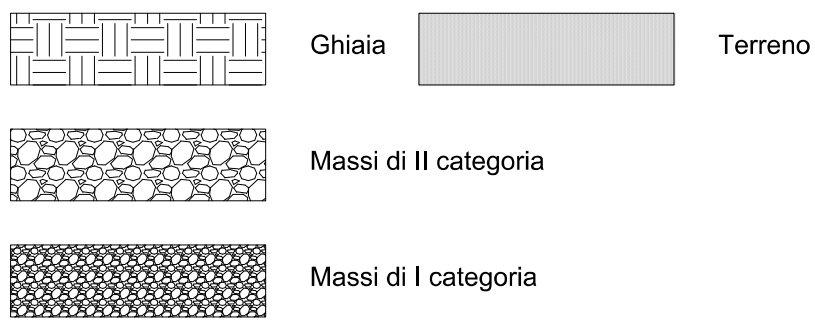 Ghiaia
Terreno
Massi di II categoria
Massi di I categoria